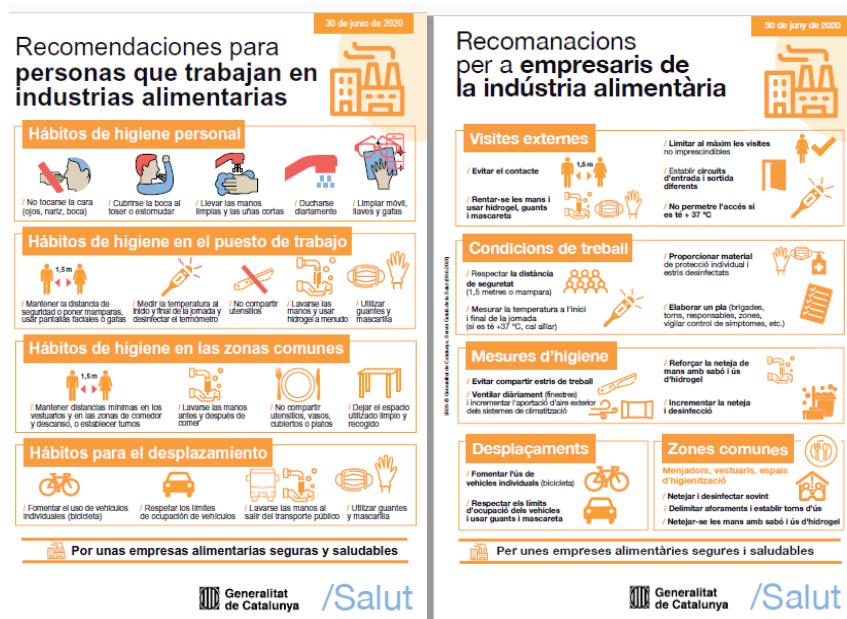 30 de junio de 2020
Recomendaciones para
personas que trabajan en
industrias alimentarias
Hábitos de higiene personal
/ No tocarse la cara
(ojos, nariz, boca)
/ Cubrirse la boca al
toser o estornudar
/ Llevar las manos
limpias y las uñas cortas
/ Ducharse
diariamente
/ Limpiar móvil,
llaves y gafas
Hábitos de higiene en el puesto de trabajo
1,5 m
/ Mantener la distancia de
seguridad o poner mamparas,
usar pantallas faciales o gafas
/ Medir la temperatura al
inicio y final de la jornada y
desinfectar el termómetro
/ No compartir
utensilios
/ Lavarse las
manos y usar
hidrogel a menudo
/ Utilizar
guantes y
mascarilla
Hábitos de higiene en las zonas comunes
1,5 m
/ Mantener distancias mínimas en los
vestuarios y en las zonas de comedor
y descanso, o establecer turnos
/ Lavarse las manos
antes y después de
comer
/ No compartir
utensilios, vasos,
cubiertos o platos
/ Dejar el espacio
utilizado limpio y
recogido
Hábitos para el desplazamiento
/ Fomentar el uso de vehículos
individuales (bicicleta)
/ Respetar los límites
de ocupación de vehículos
/ Lavarse las manos al
salir del transporte público
/ Utilizar guantes
y mascarilla
Por unas empresas alimentarias seguras y saludables
Generalitat
de Catalunya
/Salut
30 de juny de 2020
Recomanacions
per a empresaris de
la indústria alimentària
Visites externes
/ Evitar el contacte
1,5 m
/ Rentar-se les mans i
usar hidrogel, guants
i mascareta
/ Limitar al màxim les visites
no imprescindibles
/ Establir circuits
d'entrada i sortida
diferents
/ No permetre l'accés si
es té + 37 ºC
Condicions de treball
/ Respectar la distància
de seguretat
(1,5 metres o mampara)
/ Mesurar la temperatura a l'inici
i final de la jornada
(si es té +37 ºC, cal aïllar)
/ Proporcionar material
de protecció individual i
estris desinfectats
/ Elaborar un pla (brigades,
torns, responsables, zones,
vigilar control de símptomes, etc.)
Mesures d'higiene
/ Evitar compartir estris de treball
/ Ventilar diàriament (finestres)
i incrementar l'aportació d'aire exterior
dels sistemes de climatització
/ Reforçar la neteja de
mans amb sabó i ús
d'hidrogel
/ Incrementar la neteja
i desinfecció
Desplaçaments
/ Fomentar l'ús de
vehicles individuals (bicicleta)
/ Respectar els límits
d'ocupació dels vehicles
i usar guants i mascareta
Zones comunes
Menjadors, vestuaris, espais
d'higienització
/ Netejar i desinfectar sovint
/ Delimitar aforaments i establir torns d'ús
/ Netejar-se les mans amb sabó i ús d'hidrogel
Per unes empreses alimentàries segures i saludables
Generalitat
de Catalunya
/Salut